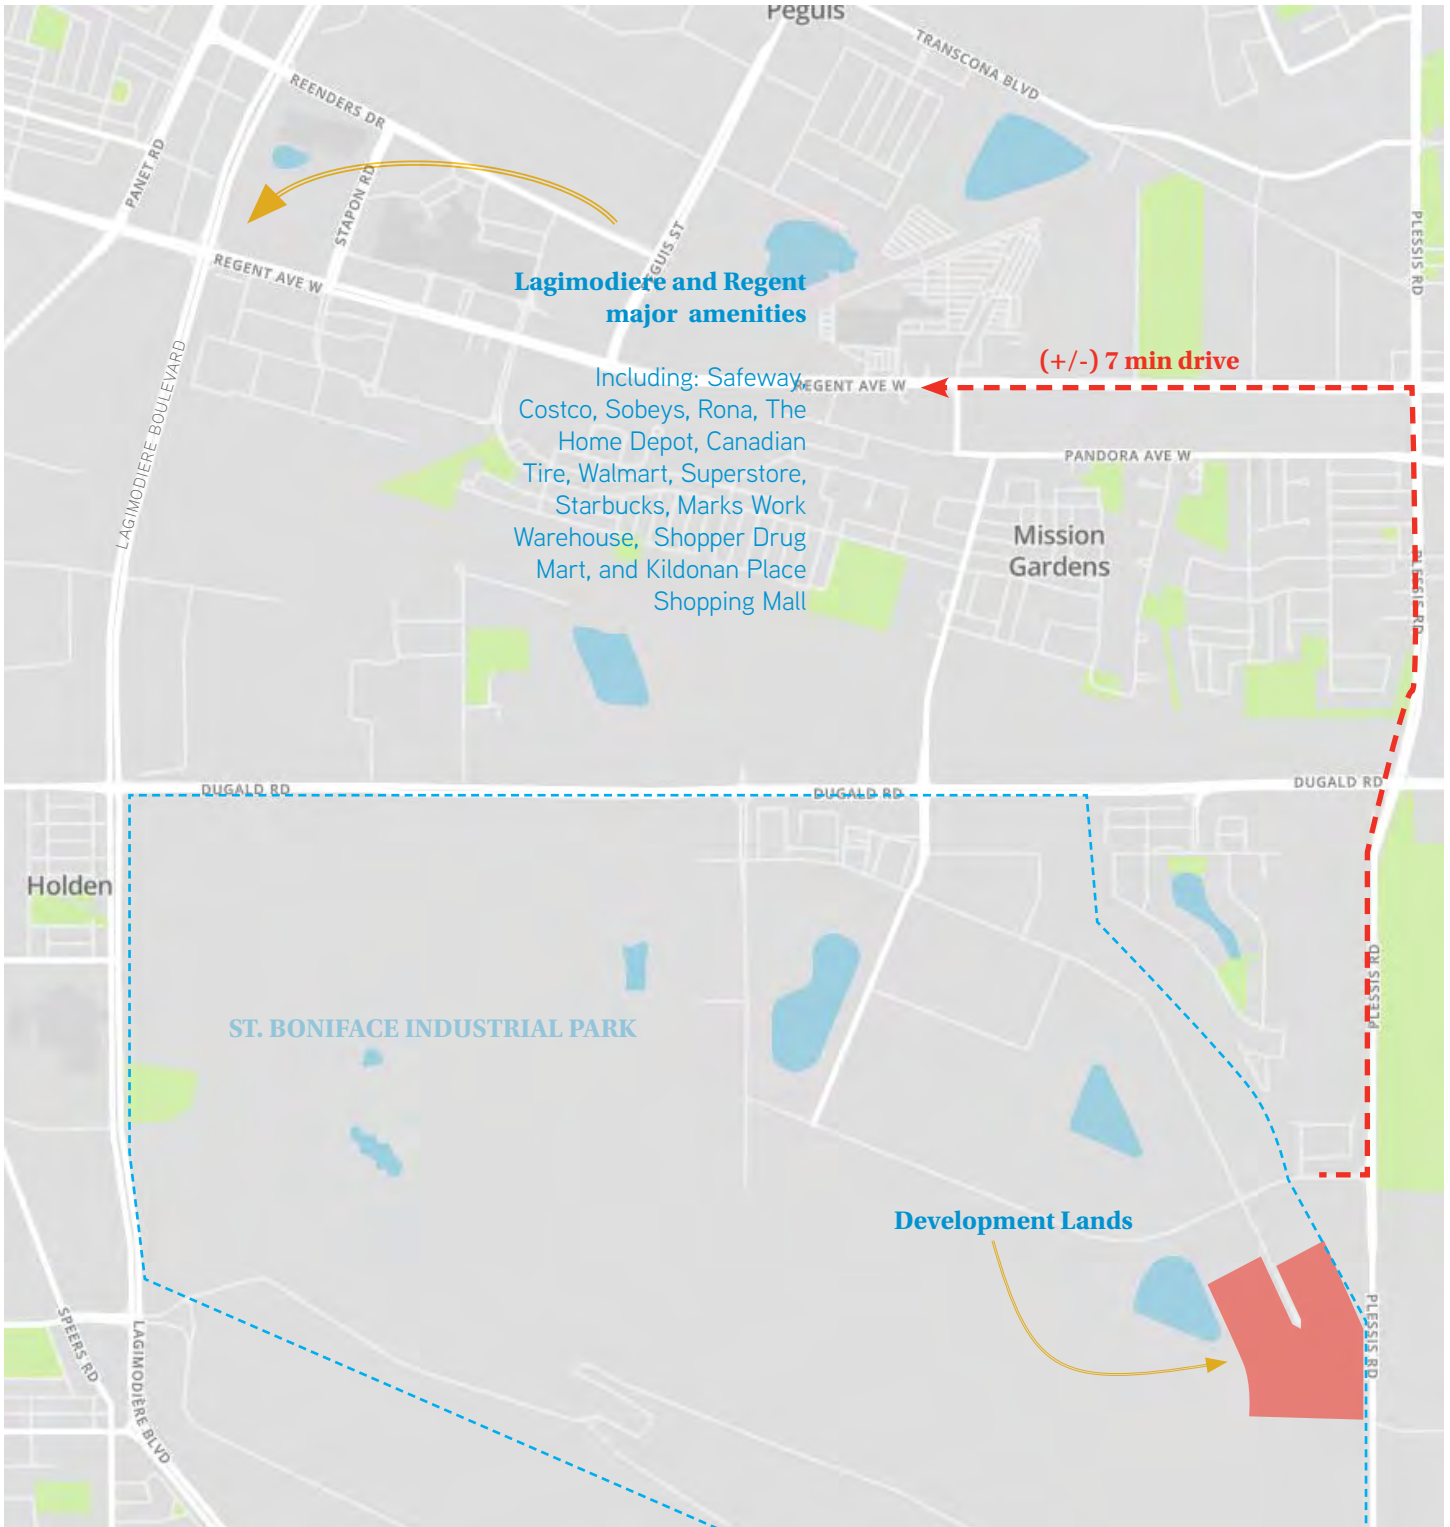 Peguis
TRANSCONA BLVD
REENDERS DR
PANET RD
STAPON RD
PLESSIS RD
REGENT AVE W
Lagimodiere and Regent
major amenities
LAGIMODIERE BOULEVARD
(+/-) 7 min drive
Including: Safeway,
REGENT AVE W
Costco, Sobeys, Rona, The
Home Depot, Canadian
Tire, Walmart, Superstore,
Starbucks, Marks Work
Warehouse, Shopper Drug
Mart, and Kildonan Place
Shopping Mall
PANDORA AVE W
Mission
Gardens
PLESSIS RD
DUGALD RD
DUGALD RD
DUGALD RD
Holden
PLESSIS RD
ST. BONIFACE INDUSTRIAL PARK
Development Lands
SPEERS RD
LAGIMODIÈRE BLVD
PLESSIS RD